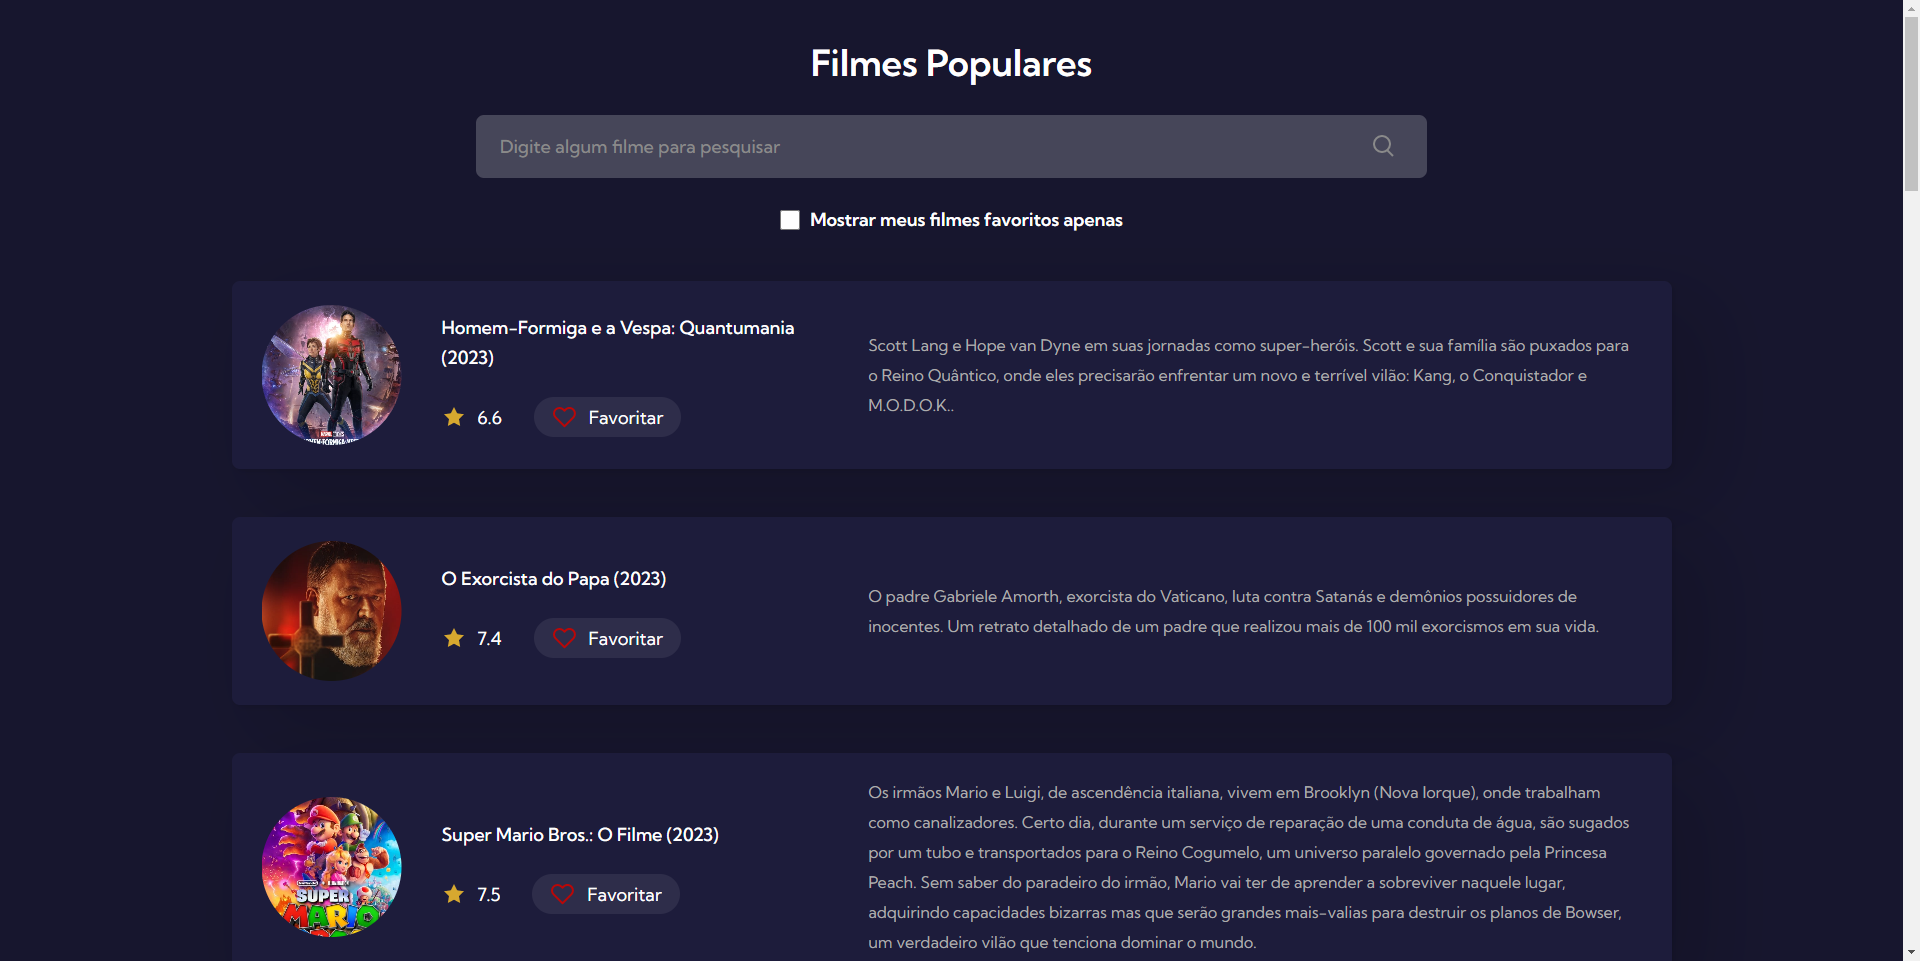 Filmes Populares
Digite algum filme para pesquisar
Mostrar meus filmes favoritos apenas
Homem-Formiga e a Vespa: Quantumania
(2023)
6.6
Favoritar
Scott Lang e Hope van Dyne em suas jornadas como super-heróis. Scott e sua família são puxados para
o Reino Quântico, onde eles precisarão enfrentar um novo e terrível vilão: Kang, o Conquistador e
M.O.D.O.K..
O Exorcista do Papa (2023)
7.4
Favoritar
O padre Gabriele Amorth, exorcista do Vaticano, luta contra Satanás e demônios possuidores de
inocentes. Um retrato detalhado de um padre que realizou mais de 100 mil exorcismos em sua vida.
SUPER
MARIO
Super Mario Bros.: O Filme (2023)
7.5
Favoritar
Os irmãos Mario e Luigi, de ascendência italiana, vivem em Brooklyn (Nova Iorque), onde trabalham
como canalizadores. Certo dia, durante um serviço de reparação de uma conduta de água, são sugados
por um tubo e transportados para o Reino Cogumelo, um universo paralelo governado pela Princesa
Peach. Sem saber do paradeiro do irmão, Mario vai ter de aprender a sobreviver naquele lugar,
adquirindo capacidades bizarras mas que serão grandes mais-valias para destruir os planos de Bowser,
um verdadeiro vilão que tenciona dominar o mundo.